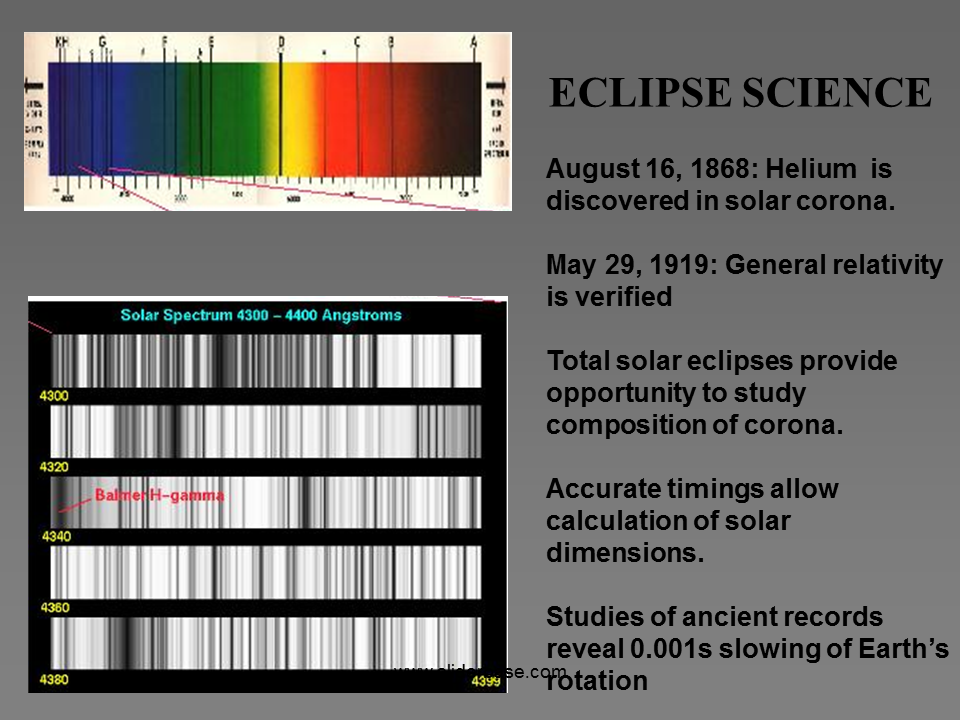 KH G F E D C B A
ECLIPSE SCIENCE
August 16, 1868: Helium is
discovered in solar corona.
May 29, 1919: General relativity
is verified
Total solar eclipses provide
opportunity to study
composition of corona.
Accurate timings allow
calculation of solar
dimensions.
Studies of ancient records
reveal 0.001s slowing of Earth’s
rotation
Solar Spectrum 4300 – 4400 Angstroms
4300
4320
Balmer H-gamma
4340
4360
4380
4399